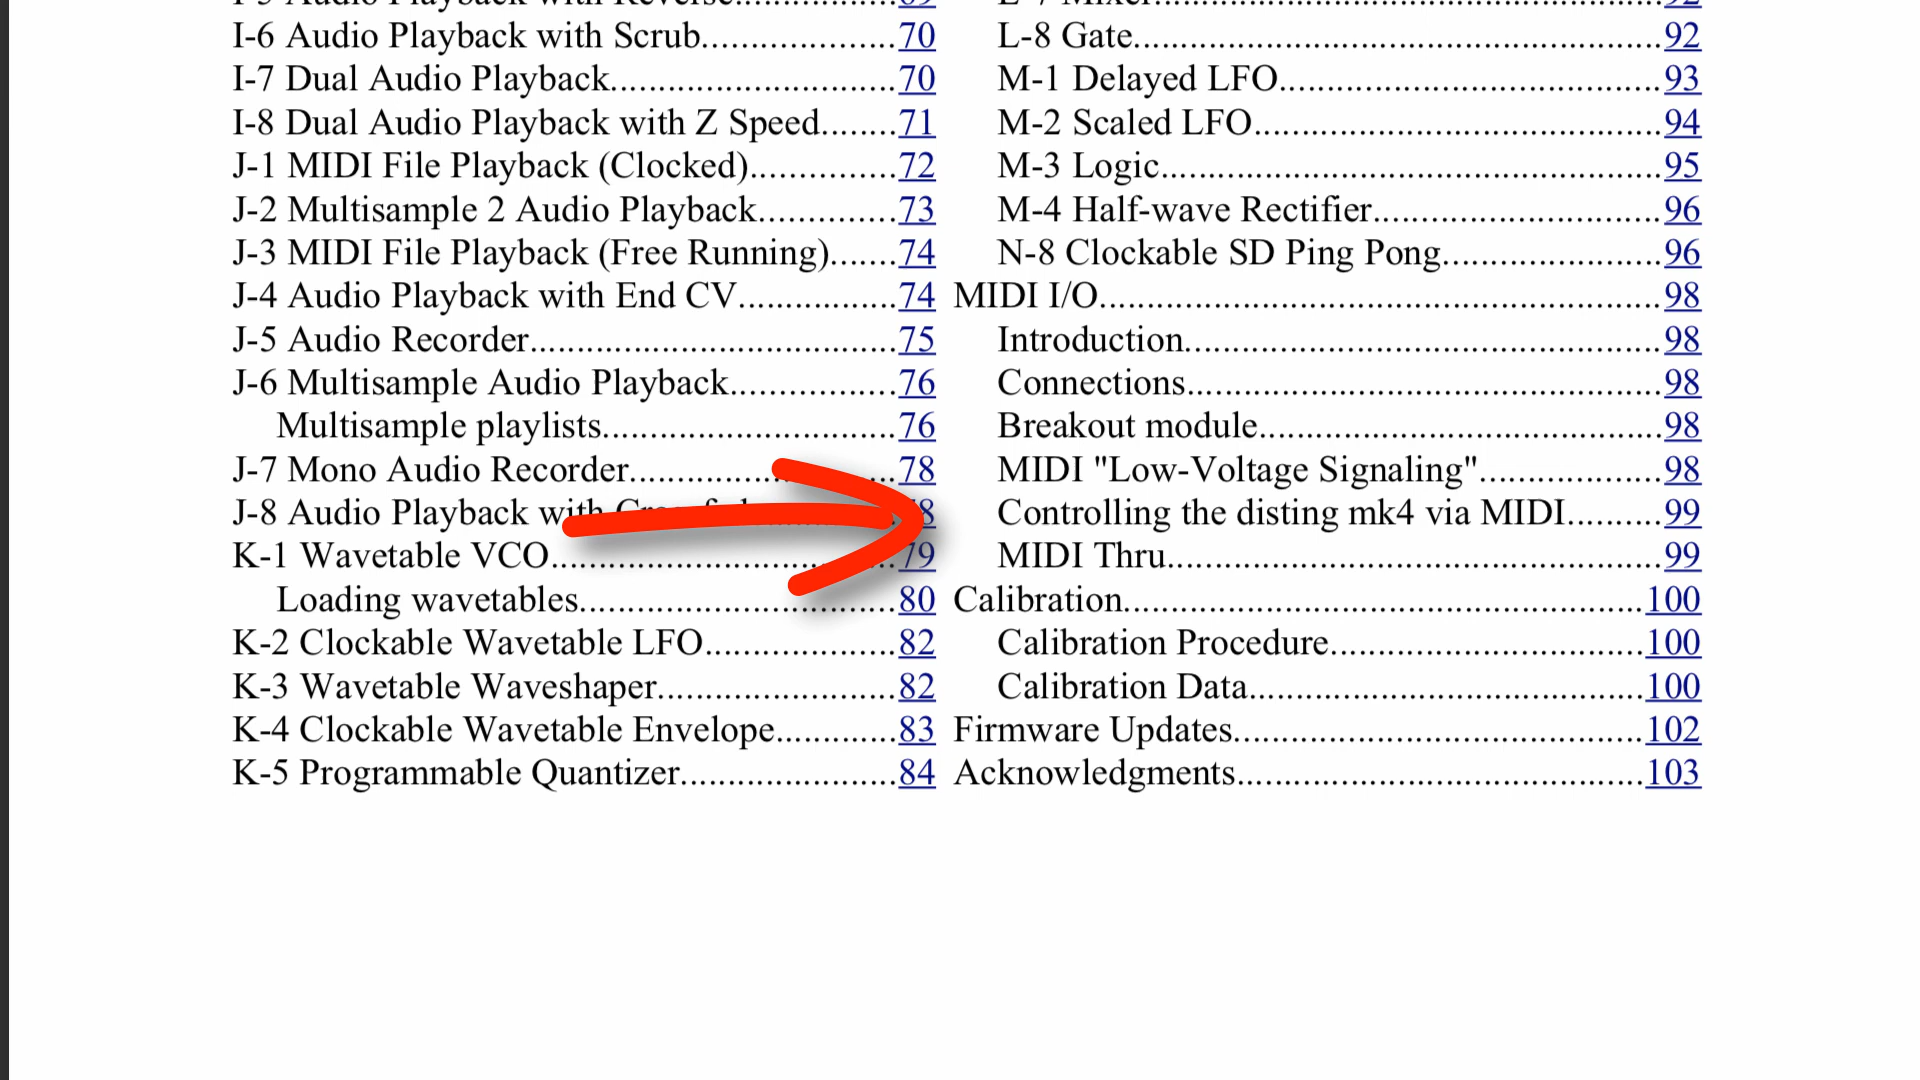 I-6 Audio Playback with Scrub....................70
I-7 Dual Audio Playback.............................70
I-8 Dual Audio Playback with Z Speed........71
J-1 MIDI File Playback (Clocked)...............72
J-2 Multisample 2 Audio Playback..............73
J-3 MIDI File Playback (Free Running).......74
J-4 Audio Playback with End CV................74
J-5 Audio Recorder......................................75
J-6 Multisample Audio Playback.................76
Multisample playlists..............................76
J-7 Mono Audio Recorder...........................78
J-8 Audio Playback with
K-1 Wavetable VCO....................................79
Loading wavetables.................................80
K-2 Clockable Wavetable LFO...................82
K-3 Wavetable Waveshaper.........................82
K-4 Clockable Wavetable Envelope............83
K-5 Programmable Quantizer......................84
L-8 Gate.......................................................92
M-1 Delayed LFO........................................93
M-2 Scaled LFO..........................................94
M-3 Logic....................................................95
M-4 Half-wave Rectifier..............................96
N-8 Clockable SD Ping Pong......................96
MIDI I/O..........................................................98
Introduction.................................................98
Connections.................................................98
Breakout module.........................................98
MIDI "Low-Voltage Signaling"..................98
Controlling the disting mk4 via MIDI.........99
MIDI Thru...................................................99
Calibration.....................................................100
Calibration Procedure................................100
Calibration Data........................................100
Firmware Updates..........................................102
Acknowledgments.........................................103